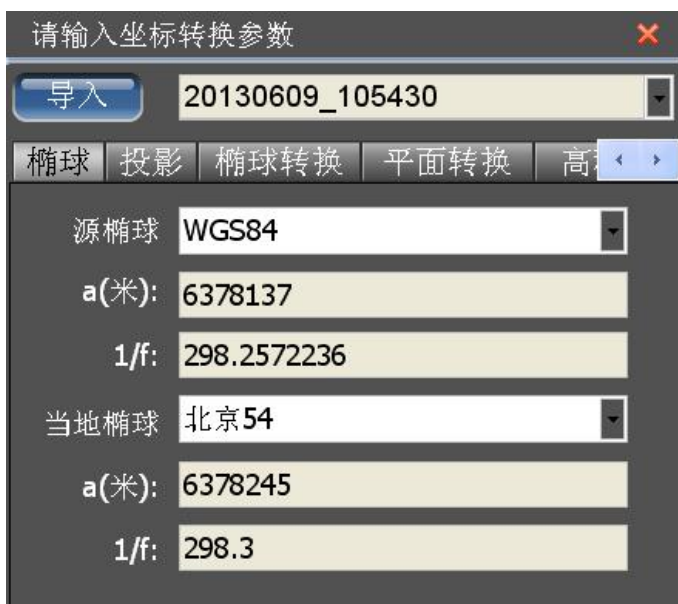 请输入坐标转换参数
导入 20130609_105430
椭球 投影 椭球转换 平面转换 高
源椭球 WGS84
a(米): 6378137
1/f: 298.2572236
当地椭球 北京54
a(米): 6378245
1/f: 298.3